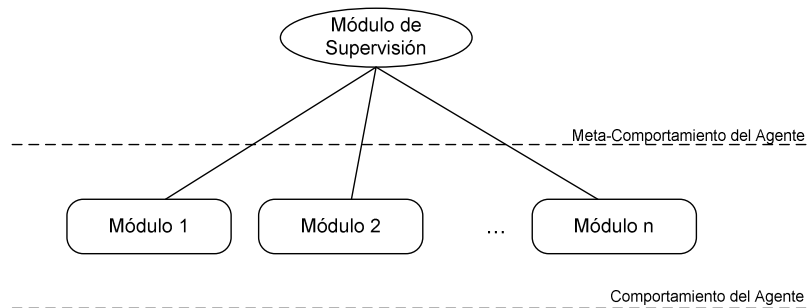 Módulo de
Supervisión
Meta-Comportamiento del Agente
Módulo 1
Módulo 2
...
Módulo n
Comportamiento del Agente